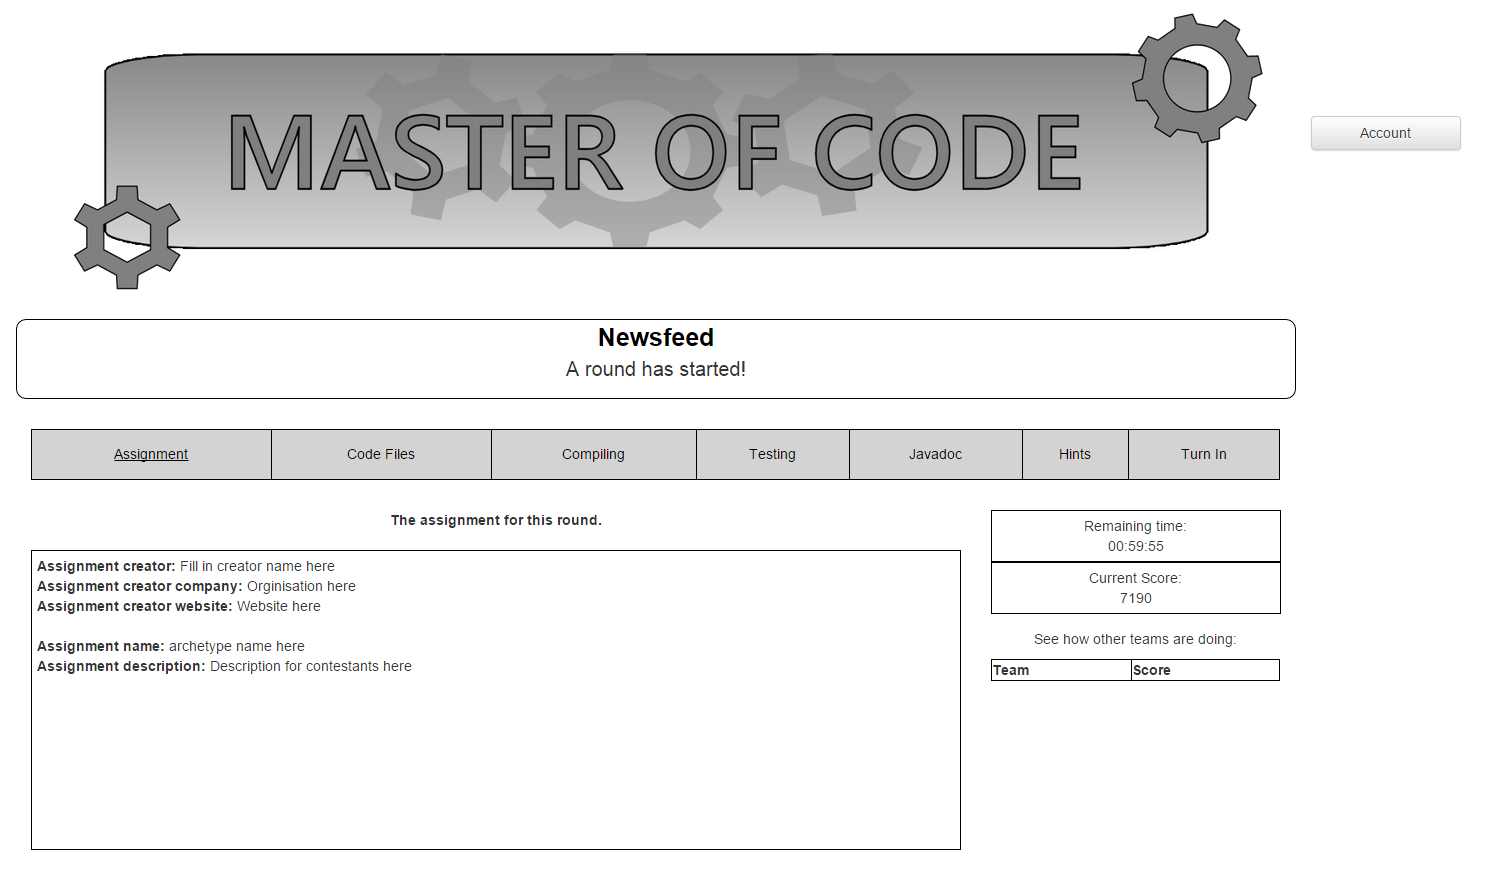 MASTER OF CODE
Account
Newsfeed
A round has started!
Assignment
Code Files
Compiling
Testing
Javadoc
Hints
Turn In
The assignment for this round.
Assignment creator: Fill in creator name here
Assignment creator company: Orginisation here
Assignment creator website: Website here
Assignment name: archetype name here
Assignment description: Description for contestants here
Remaining time:
00:59:55
Current Score:
7190
See how other teams are doing:
Team Score